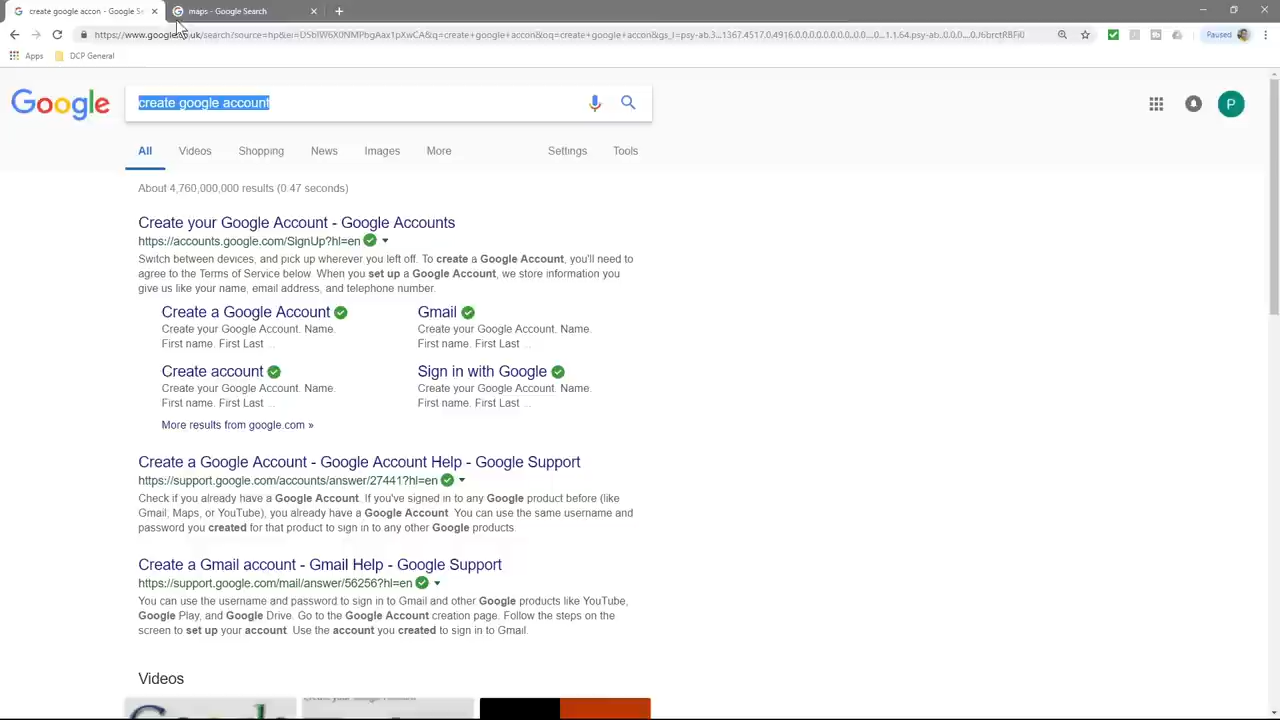 create google accon - Google S
maps - Google Search
Paused
Apps
DCP General
Google
create google account
P
All
Videos
Shopping
News
Images
More
Settings
Tools
About 4,760,000,000 results (0.47 seconds)
Create your Google Account - Google Accounts
https://accounts.google.com/SignUp?hl=en
Switch between devices, and pick up wherever you left off. To create a Google Account, you'll need to
agree to the Terms of Service below. When you set up a Google Account, we store information you
give us like your name, email address, and telephone number.
Create a Google Account
Create your Google Account. Name.
First name. First Last ...
Gmail
Create your Google Account. Name.
First name. First Last ...
Create account
Create your Google Account. Name.
First name. First Last ...
Sign in with Google
Create your Google Account. Name.
First name. First Last ...
More results from google.com »
Create a Google Account - Google Account Help - Google Support
https://support.google.com/accounts/answer/27441?hl=en
Check if you already have a Google Account. If you've signed in to any Google product before (like
Gmail, Maps, or YouTube), you already have a Google Account. You can use the same username and
password you created for that product to sign in to any other Google products.
Create a Gmail account - Gmail Help - Google Support
https://support.google.com/mail/answer/56256?hl=en
You can use the username and password to sign in to Gmail and other Google products like YouTube,
Google Play, and Google Drive. Go to the Google Account creation page. Follow the steps on the
screen to set up your account. Use the account you created to sign in to Gmail.
Videos